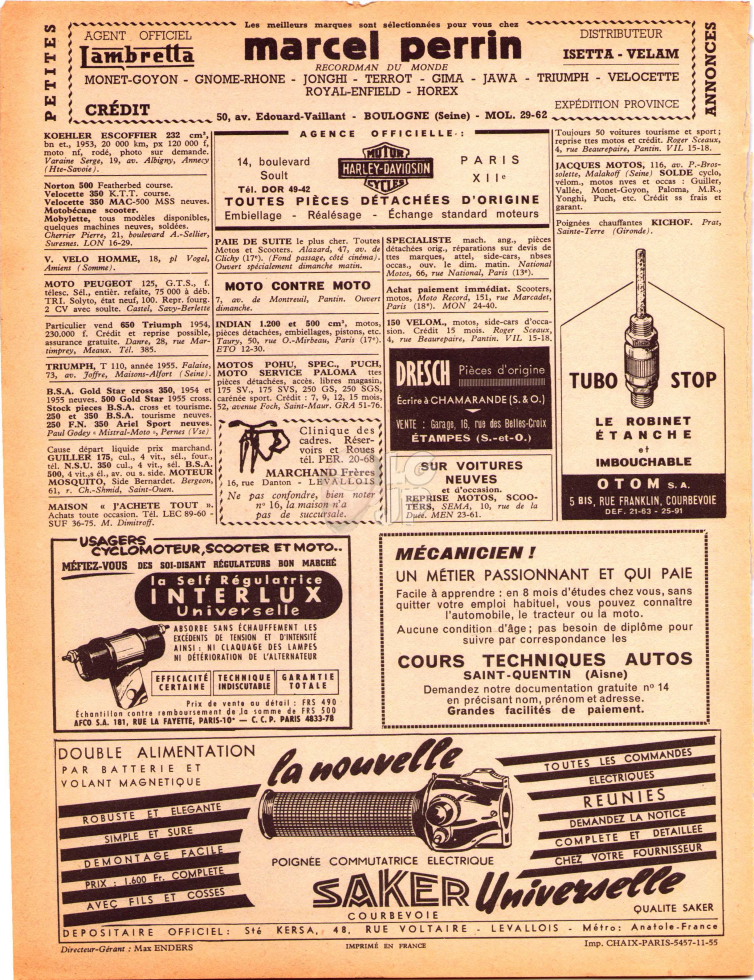 PETITES
ANNONCES
AGENT OFFICIEL
Lambretta
CRÉDIT
Les meilleurs marques sont sélectionnées pour vous chez
marcel perrin
RECORDMAN DU MONDE
DISTRIBUTEUR
ISETTA - VELAM
MONET-GOYON - GNOME-RHONE - JONGHI - TERROT - GIMA - JAWA - TRIUMPH - VELOCETTE
ROYAL-ENFIELD - HOREX
EXPÉDITION PROVINCE
50, av. Edouard-Vaillant - BOULOGNE (Seine) - MOL. 29-62
KOEHLER ESCOFFIER 232 cm³,
bn et., 1953, 20 000 km, px 120 000 f,
moto nf, rodé, photo sur demande.
Varaine Serge, 19, av. Albigny, Annecy
(Hte-Savoie).
Norton 500 Featherbed course.
Velocette 350 K.T.T. course.
Velocette 350 MAC-500 MSS neuves.
Motobécane scooter.
Mobylette, tous modèles disponibles,
quelques machines neuves, soldées.
Cherrier Pierre, 21, boulevard A.-Sellier,
Suresnes. LON 16-29.
V. VELO HOMME, 18, pl Vogel,
Amiens (Somme).
MOTO PEUGEOT 125, G.T.S., f.
télesc. Sél., entièr. refaite, 75 000 à déb.
TRI. Solyto, état neuf, 100. Repr. fourg.
2 CV avec soulte. Castel, Savy-Berlette
Particulier vend 650 Triumph 1954,
230.000 f. Crédit et reprise possible,
assurance gratuite. Danre, 28, rue Mar-
timprey, Meaux. Tél. 385.
TRIUMPH, T 110, année 1955. Falaise,
73, av. Joffre, Maisons-Alfort (Seine).
B.S.A. Gold Star cross 350, 1954 et
1955 neuves. 500 Gold Star 1955 cross.
Stock pieces B.S.A. cross et tourisme.
250 et 350 B.S.A. tourisme neuves.
250 F.N. 350 Ariel Sport neuves.
Paul Godey « Mistral-Moto », Pernes (Vse)
Cause départ liquide prix marchand.
GUILLER 175, cul., 4 vit., sél., four.,
tél. N.S.U. 350 cul., 4 vit., sél. B.S.A.
500, 4 vit.,s él., av. ou s. side. MOTEUR
MOSQUITO, Side Bernardet. Bergeon,
61, r. Ch.-Shmid, Saint-Ouen.
MAISON « J'ACHETE TOUT ».
Achats toute occasion. Tél. LEC 89-60 -
SUF 36-75. M. Dimitroff.
AGENCE OFFICIELLE :
14, boulevard
Soult
Tél. DOR 49-42
MOTOR
HARLEY-DAVIDSON
CYCLES
PARIS
XIIe
TOUTES PIÈCES DÉTACHÉES D'ORIGINE
Embiellage - Réalésage - Échange standard moteurs
PAIE DE SUITE le plus cher. Toutes
Motos et Scooters. Alazard, 47, av. de
Clichy (17e). (Fond passage, côté cinéma).
Ouvert spécialement dimanche matin.
MOTO CONTRE MOTO
7, av. de Montreuil, Pantin. Ouvert
dimanche.
INDIAN 1.200 et 500 cm³, motos,
pièces détachées, embiellages, pistons, etc.
Taury, 50, rue O.-Mirbeau, Paris (17e).
ETO 12-30.
MOTOS POHU, SPEC., PUCH,
MOTO SERVICE PALOMA ttes
pièces détachées, accès. libres magasin,
175 SV., 175 SVS, 250 GS, 250 SGS,
carénée sport. Crédit : 7, 9, 12, 15 mois,
52, avenue Foch, Saint-Maur. GRA 51-76.
Clinique des
cadres. Réser-
voirs et Roues
tél. PER. 20-68
MARCHAND Frères
16, rue Danton - LEVALLOIS
Ne pas confondre, bien noter
n° 16, la maison n'a
pas de succursale.
SPECIALISTE mach. ang., pièces
détachées orig., réparations sur devis de
ttes marques, attel, side-cars, nbses
occas., ouv. le dim. matin. National
Motos, 66, rue National, Paris (13e).
Achat paiement immédiat. Scooters,
motos, Moto Record, 151, rue Marcadet,
Paris (18e). MON 24-40.
150 VELOM., motos, side-cars d'occa-
sion. Crédit 15 mois. Roger Sceaux,
4, rue Beaurepaire, Pantin. VIL 15-18.
DRESCH Pièces d'origine
Écrire à CHAMARANDE (S. & O.)
VENTE : Garage, 16, rue des Belles-Croix
ÉTAMPES (S.-et-O.)
SUR VOITURES
NEUVES
et d'occasion.
REPRISE MOTOS, SCOO-
TERS, SEMA, 10, rue de la
Dué. MEN 23-61.
Toujours 50 voitures tourisme et sport;
reprise ttes motos et crédit. Roger Sceaux,
4, rue Beaurepaire, Pantin. VIL 15-18.
JACQUES MOTOS, 116, av. P.-Bros-
solette, Malakoff (Seine) SOLDE cyclo,
vélom., motos nves et occas : Guiller,
Vallée, Monet-Goyon, Paloma, M.R.,
Yonghi, Puch, etc. Crédit ss frais et
garant.
Poignées chauffantes KICHOF. Prat,
Sainte-Terre (Gironde).
TUBO STOP
LE ROBINET
ÉTANCHE
et
IMBOUCHABLE
OTOM S.A.
5 BIS, RUE FRANKLIN, COURBEVOIE
DEF. 21-63 - 25-91
USAGERS
CYCLOMOTEUR, SCOOTER ET MOTO..
MÉFIEZ-VOUS DES SOI-DISANT RÉGULATEURS BON MARCHÉ
la Self Régulatrice
INTERLUX
Universelle
ABSORBE SANS ÉCHAUFFEMENT LES
EXCÉDENTS DE TENSION ET D'INTENSITÉ
AINSI : NI CLAQUAGE DES LAMPES
NI DÉTÉRIORATION DE L'ALTERNATEUR
EFFICACITÉ CERTAINE
TECHNIQUE INDISCUTABLE
GARANTIE TOTALE
Prix de vente au détail : FRS 490
Échantillon contre remboursement de la somme de FRS 500
AFCO S.A. 181, RUE LA FAYETTE, PARIS-10e — C.C.P. PARIS 4833-78
MÉCANICIEN !
UN MÉTIER PASSIONNANT ET QUI PAIE
Facile à apprendre : en 8 mois d'études chez vous, sans
quitter votre emploi habituel, vous pouvez connaître
l'automobile, le tracteur ou la moto.
Aucune condition d'âge; pas besoin de diplôme pour
suivre par correspondance les
COURS TECHNIQUES AUTOS
SAINT-QUENTIN (Aisne)
Demandez notre documentation gratuite n° 14
en précisant nom, prénom et adresse.
Grandes facilités de paiement.
DOUBLE ALIMENTATION
PAR BATTERIE ET
VOLANT MAGNETIQUE
ROBUSTE ET ELEGANTE
SIMPLE ET SURE
DEMONTAGE FACILE
PRIX : 1.600 Fr. COMPLETE
AVEC FILS ET COSSES
la nouvelle
POIGNÉE COMMUTATRICE ELECTRIQUE
SAKER Universelle
COURBEVOIE
TOUTES LES COMMANDES
ELECTRIQUES
REUNIES
DEMANDEZ LA NOTICE
COMPLETE ET DETAILLEE
CHEZ VOTRE FOURNISSEUR
QUALITE SAKER
DEPOSITAIRE OFFICIEL: Sté KERSA, 48, RUE VOLTAIRE - LEVALLOIS - Métro: Anatole-France
Directeur-Gérant : Max ENDERS
IMPRIMÉ EN FRANCE
Imp. CHAIX-PARIS-5457-11-55